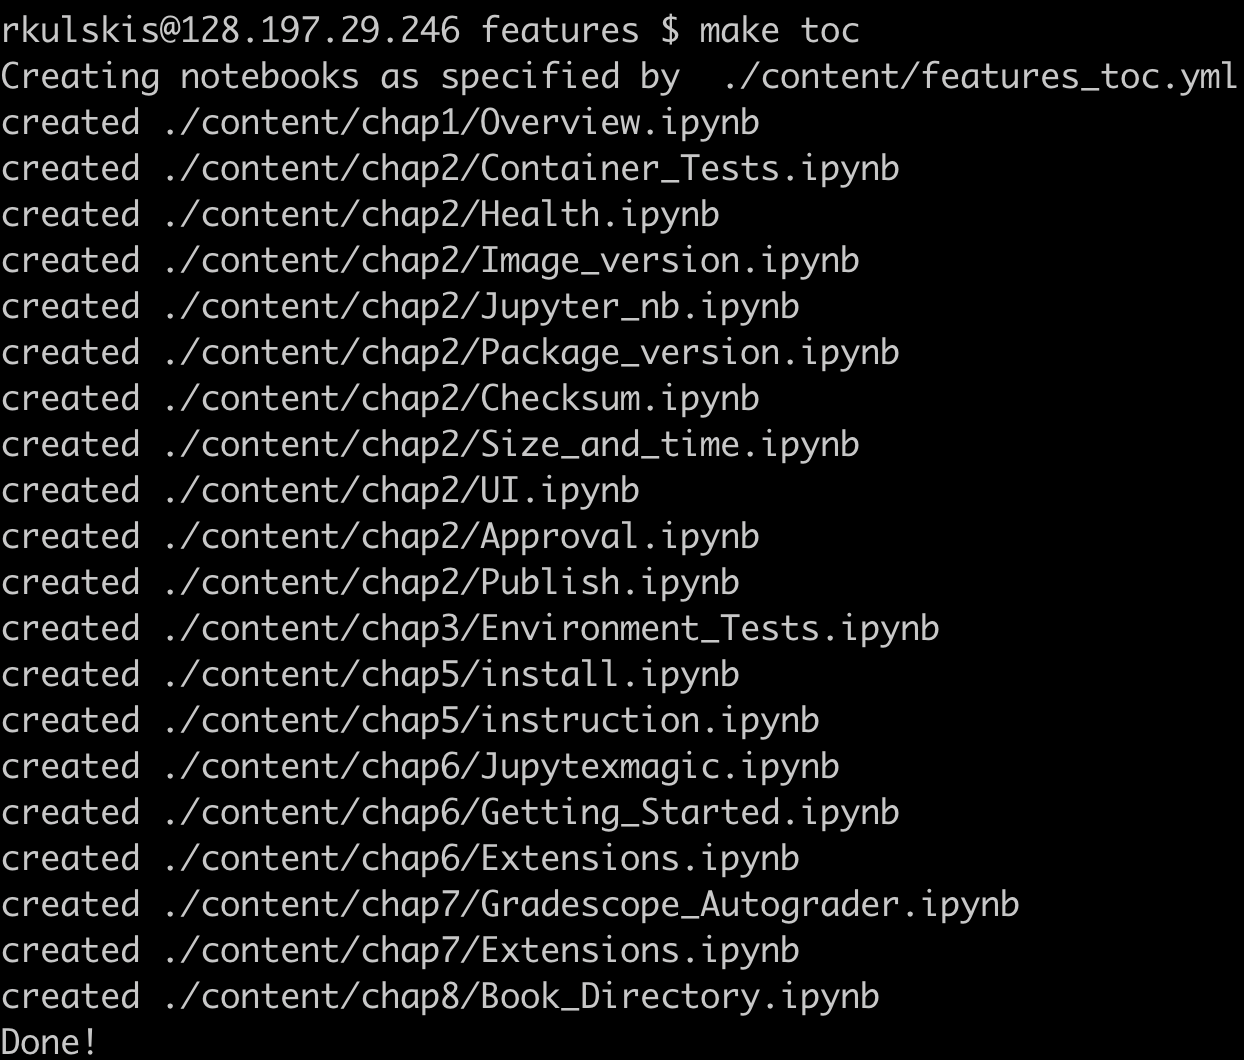 rkulskis@128.197.29.246 features $ make toc
Creating notebooks as specified by  ./content/features_toc.yml
created ./content/chap1/Overview.ipynb
created ./content/chap2/Container_Tests.ipynb
created ./content/chap2/Health.ipynb
created ./content/chap2/Image_version.ipynb
created ./content/chap2/Jupyter_nb.ipynb
created ./content/chap2/Package_version.ipynb
created ./content/chap2/Checksum.ipynb
created ./content/chap2/Size_and_time.ipynb
created ./content/chap2/UI.ipynb
created ./content/chap2/Approval.ipynb
created ./content/chap2/Publish.ipynb
created ./content/chap3/Environment_Tests.ipynb
created ./content/chap5/install.ipynb
created ./content/chap5/instruction.ipynb
created ./content/chap6/Jupytexmagic.ipynb
created ./content/chap6/Getting_Started.ipynb
created ./content/chap6/Extensions.ipynb
created ./content/chap7/Gradescope_Autograder.ipynb
created ./content/chap7/Extensions.ipynb
created ./content/chap8/Book_Directory.ipynb
Done!